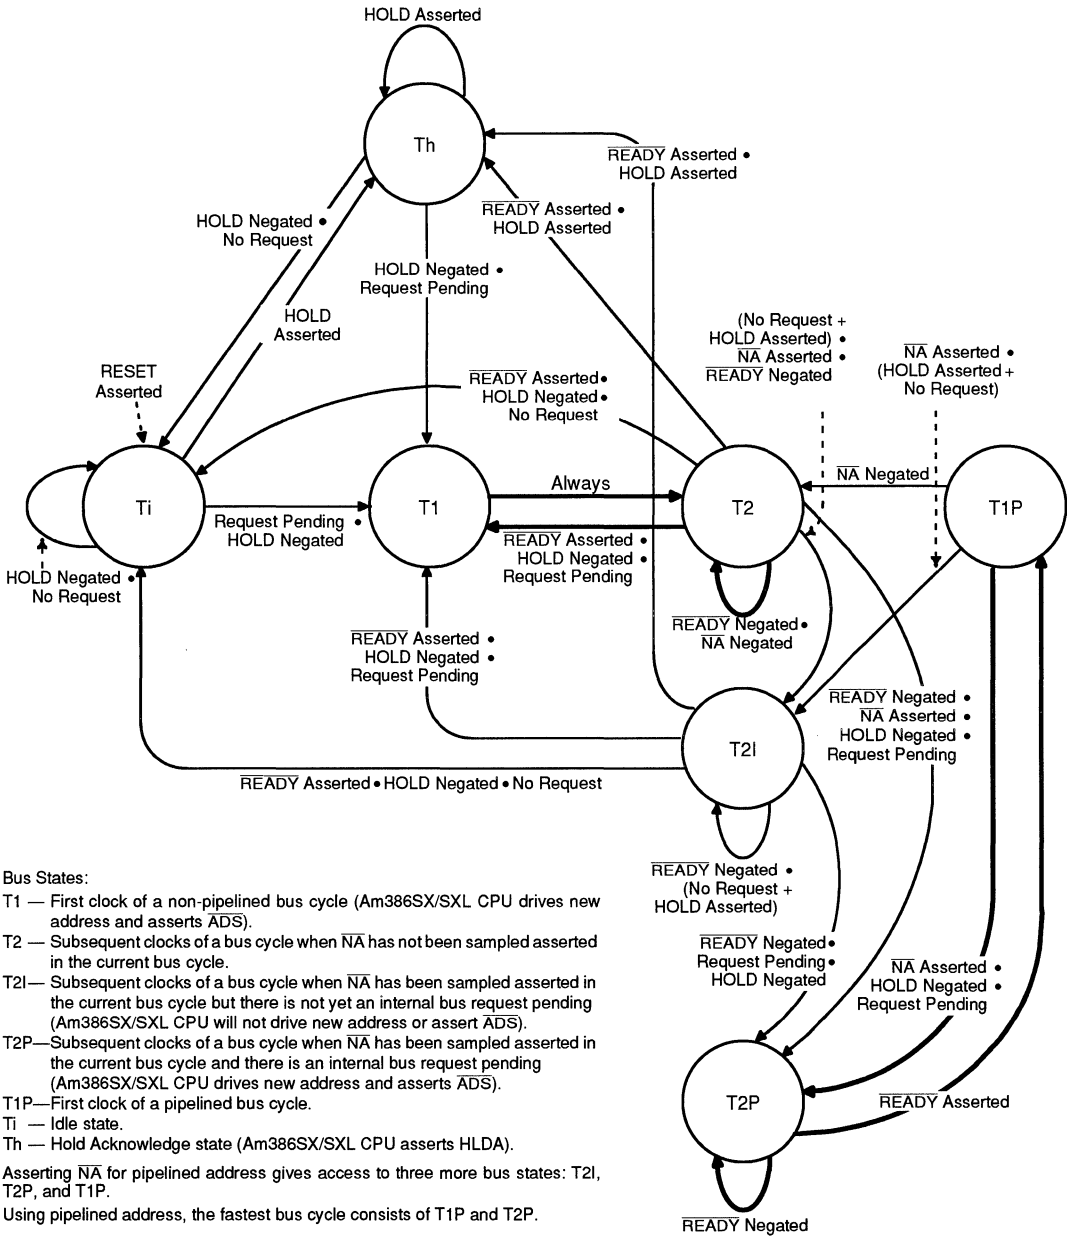 HOLD Asserted
Th
READY Asserted •
HOLD Asserted
READY Asserted •
HOLD Asserted
HOLD Negated •
No Request
HOLD Negated •
Request Pending
HOLD
Asserted
(No Request +
HOLD Asserted) •
NA Asserted •
READY Negated
NA Asserted •
(HOLD Asserted +
No Request)
RESET
Asserted
READY Asserted •
HOLD Negated •
No Request
Ti
T1
T2
T1P
Always
NA Negated
Request Pending •
HOLD Negated
READY Asserted •
HOLD Negated •
Request Pending
HOLD Negated •
No Request
READY Negated •
NA Negated
READY Asserted •
HOLD Negated •
Request Pending
READY Negated •
NA Asserted •
HOLD Negated •
Request Pending
T2I
READY Asserted • HOLD Negated • No Request
READY Negated •
(No Request +
HOLD Asserted)
READY Negated •
Request Pending •
HOLD Negated
NA Asserted •
HOLD Negated •
Request Pending
T2P
READY Asserted
READY Negated
Bus States:
T1 — First clock of a non-pipelined bus cycle (Am386SX/SXL CPU drives new
address and asserts ADS).
T2 — Subsequent clocks of a bus cycle when NA has not been sampled asserted
in the current bus cycle.
T2I— Subsequent clocks of a bus cycle when NA has been sampled asserted in
the current bus cycle but there is not yet an internal bus request pending
(Am386SX/SXL CPU will not drive new address or assert ADS).
T2P—Subsequent clocks of a bus cycle when NA has been sampled asserted in
the current bus cycle and there is an internal bus request pending
(Am386SX/SXL CPU drives new address and asserts ADS).
T1P—First clock of a pipelined bus cycle.
Ti — Idle state.
Th — Hold Acknowledge state (Am386SX/SXL CPU asserts HLDA).
Asserting NA for pipelined address gives access to three more bus states: T2I,
T2P, and T1P.
Using pipelined address, the fastest bus cycle consists of T1P and T2P.